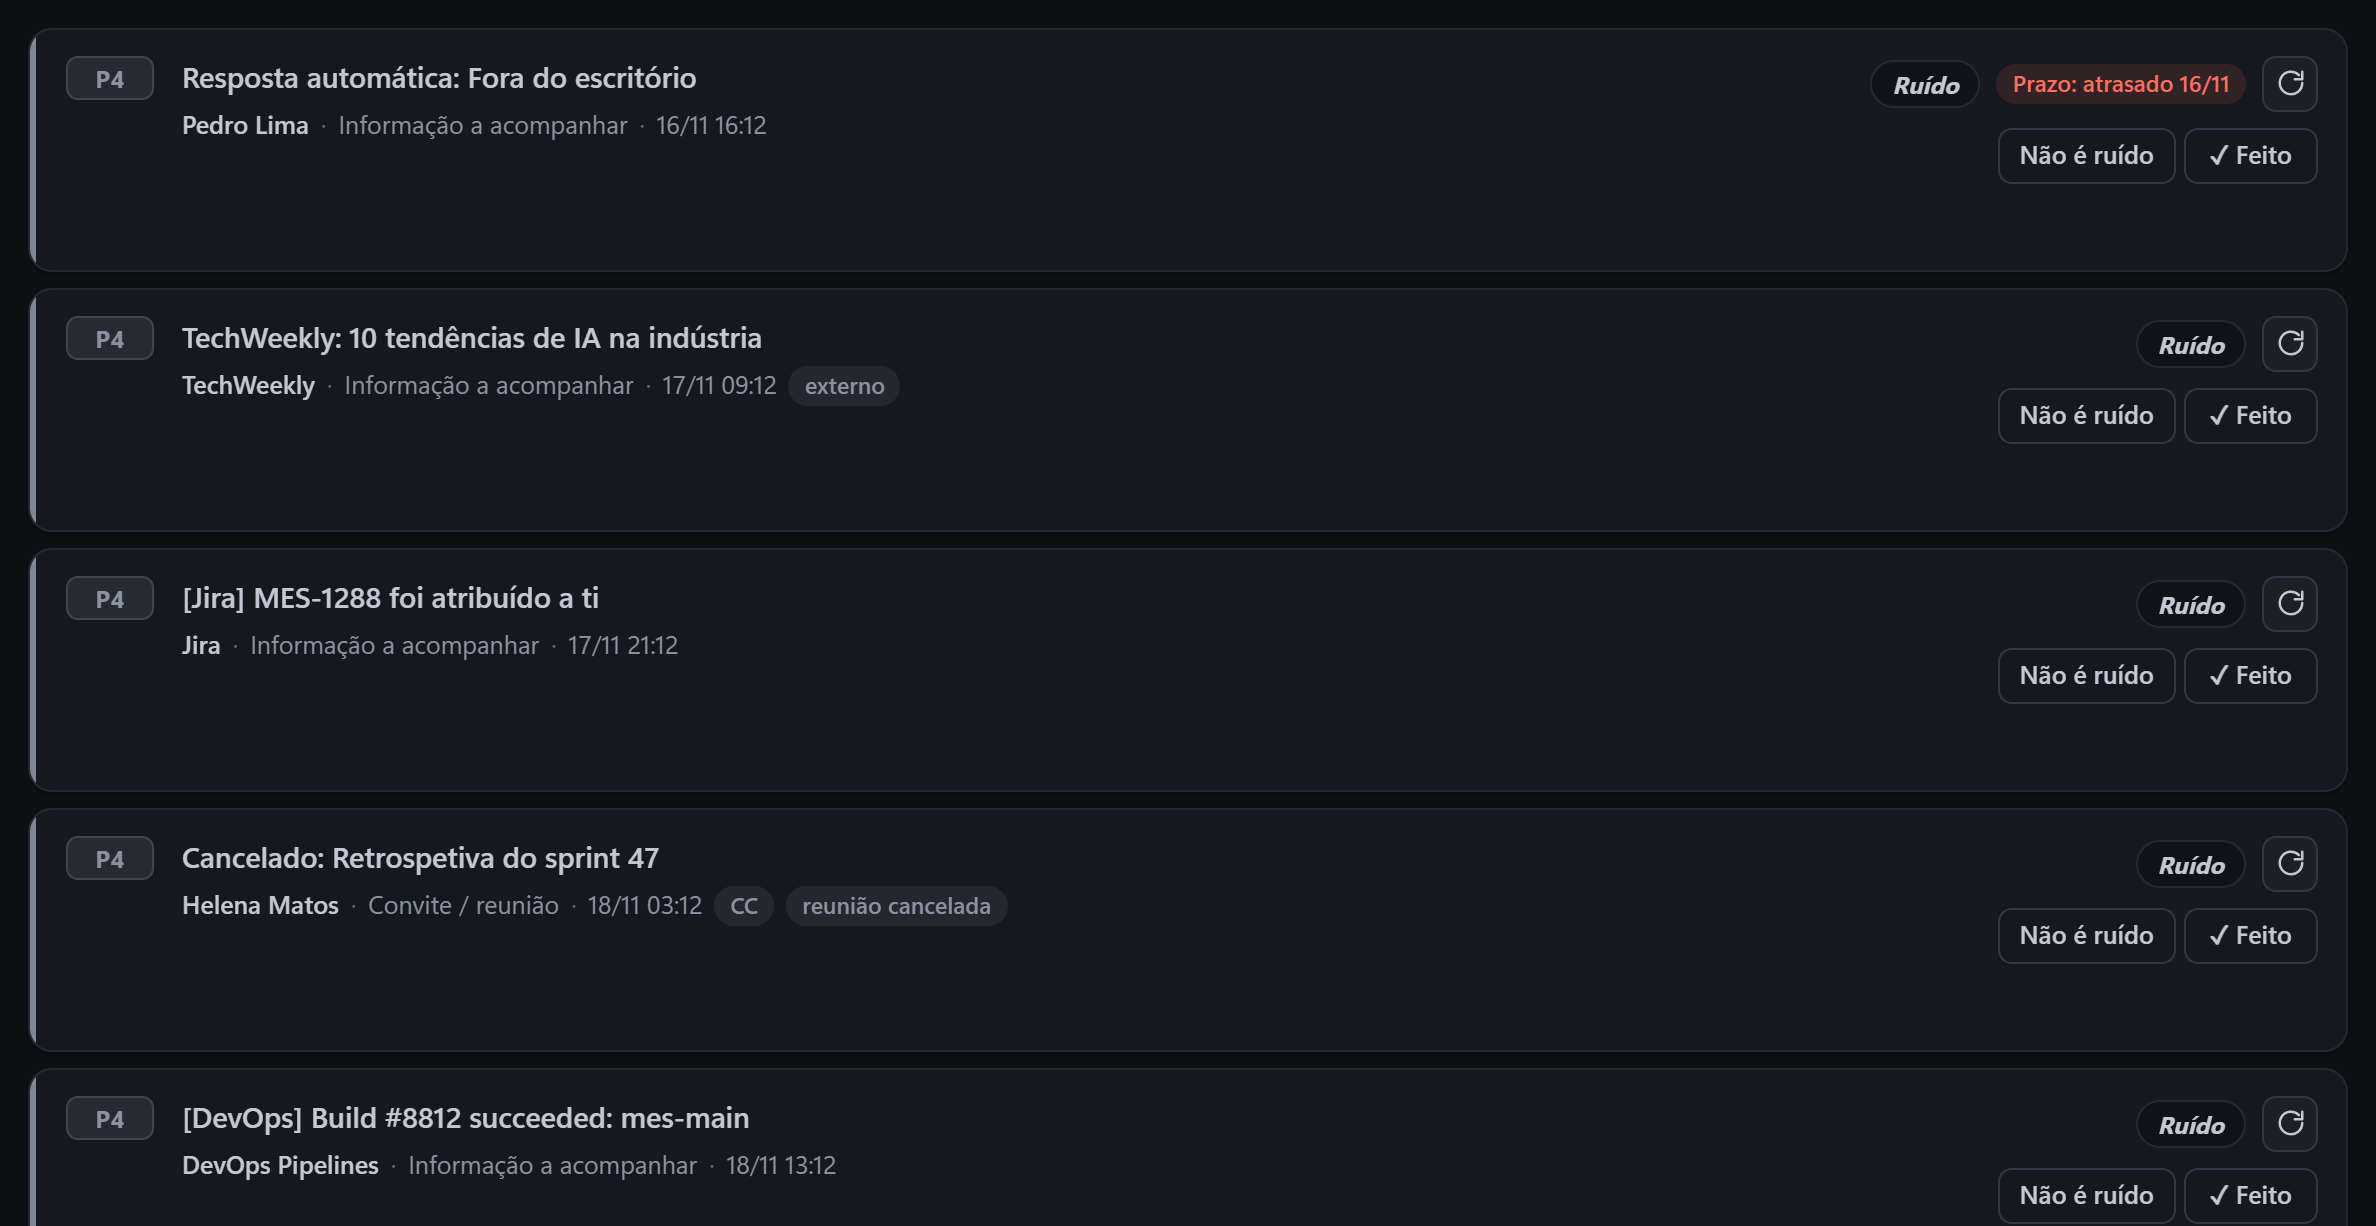 P4 Resposta automática: Fora do escritório Ruído Prazo: atrasado 16/11
Pedro Lima · Informação a acompanhar · 16/11 16:12
Não é ruído ✓ Feito
P4 TechWeekly: 10 tendências de IA na indústria Ruído
TechWeekly · Informação a acompanhar · 17/11 09:12 externo
Não é ruído ✓ Feito
P4 [Jira] MES-1288 foi atribuído a ti Ruído
Jira · Informação a acompanhar · 17/11 21:12
Não é ruído ✓ Feito
P4 Cancelado: Retrospetiva do sprint 47 Ruído
Helena Matos · Convite / reunião · 18/11 03:12 CC reunião cancelada
Não é ruído ✓ Feito
P4 [DevOps] Build #8812 succeeded: mes-main Ruído
DevOps Pipelines · Informação a acompanhar · 18/11 13:12
Não é ruído ✓ Feito